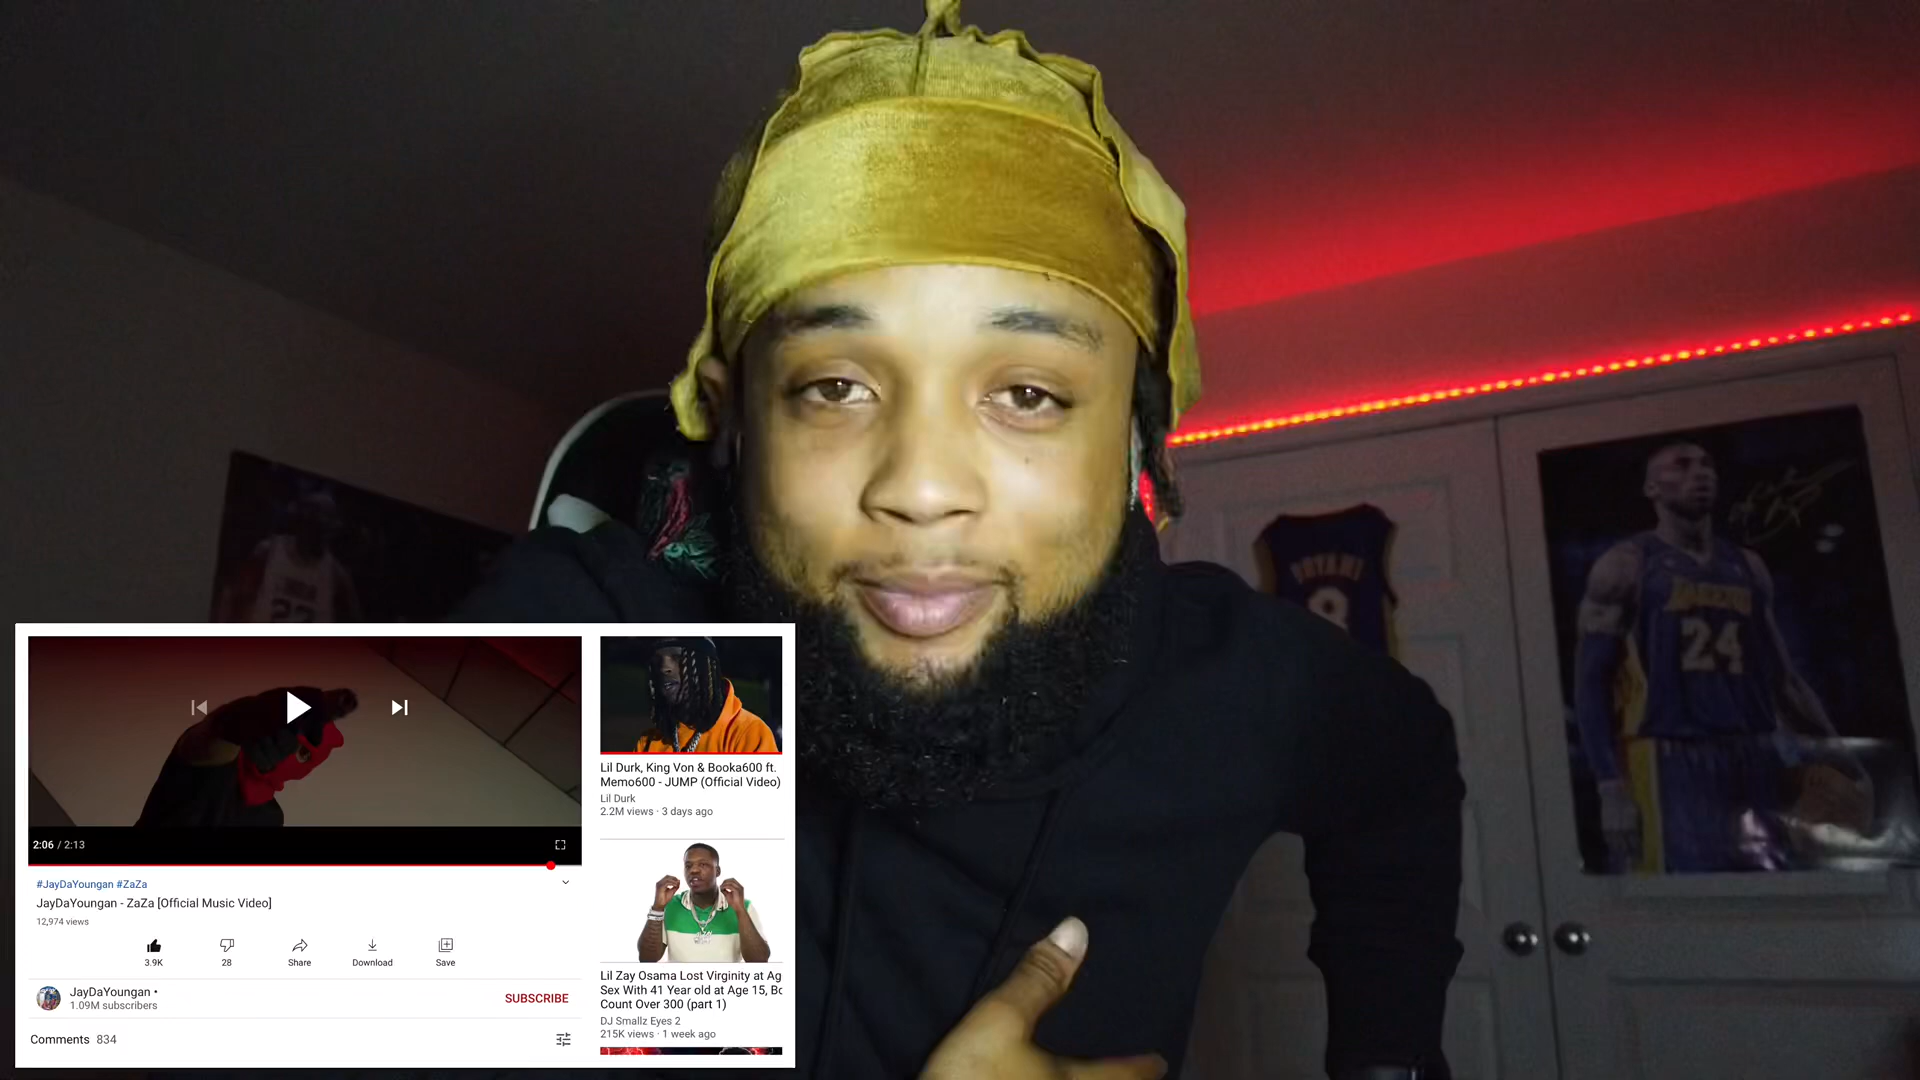 2:06 / 2:13
#JayDaYoungan #ZaZa
JayDaYoungan - ZaZa [Official Music Video]
12,974 views
3.9K
28
Share
Download
Save
JayDaYoungan •
1.09M subscribers
SUBSCRIBE
Comments 834
Lil Durk, King Von & Booka600 ft.
Memo600 - JUMP (Official Video)
Lil Durk
2.2M views · 3 days ago
Lil Zay Osama Lost Virginity at Ag
Sex With 41 Year old at Age 15, Bo
Count Over 300 (part 1)
DJ Smallz Eyes 2
215K views · 1 week ago
BRYANT
LAKERS
24